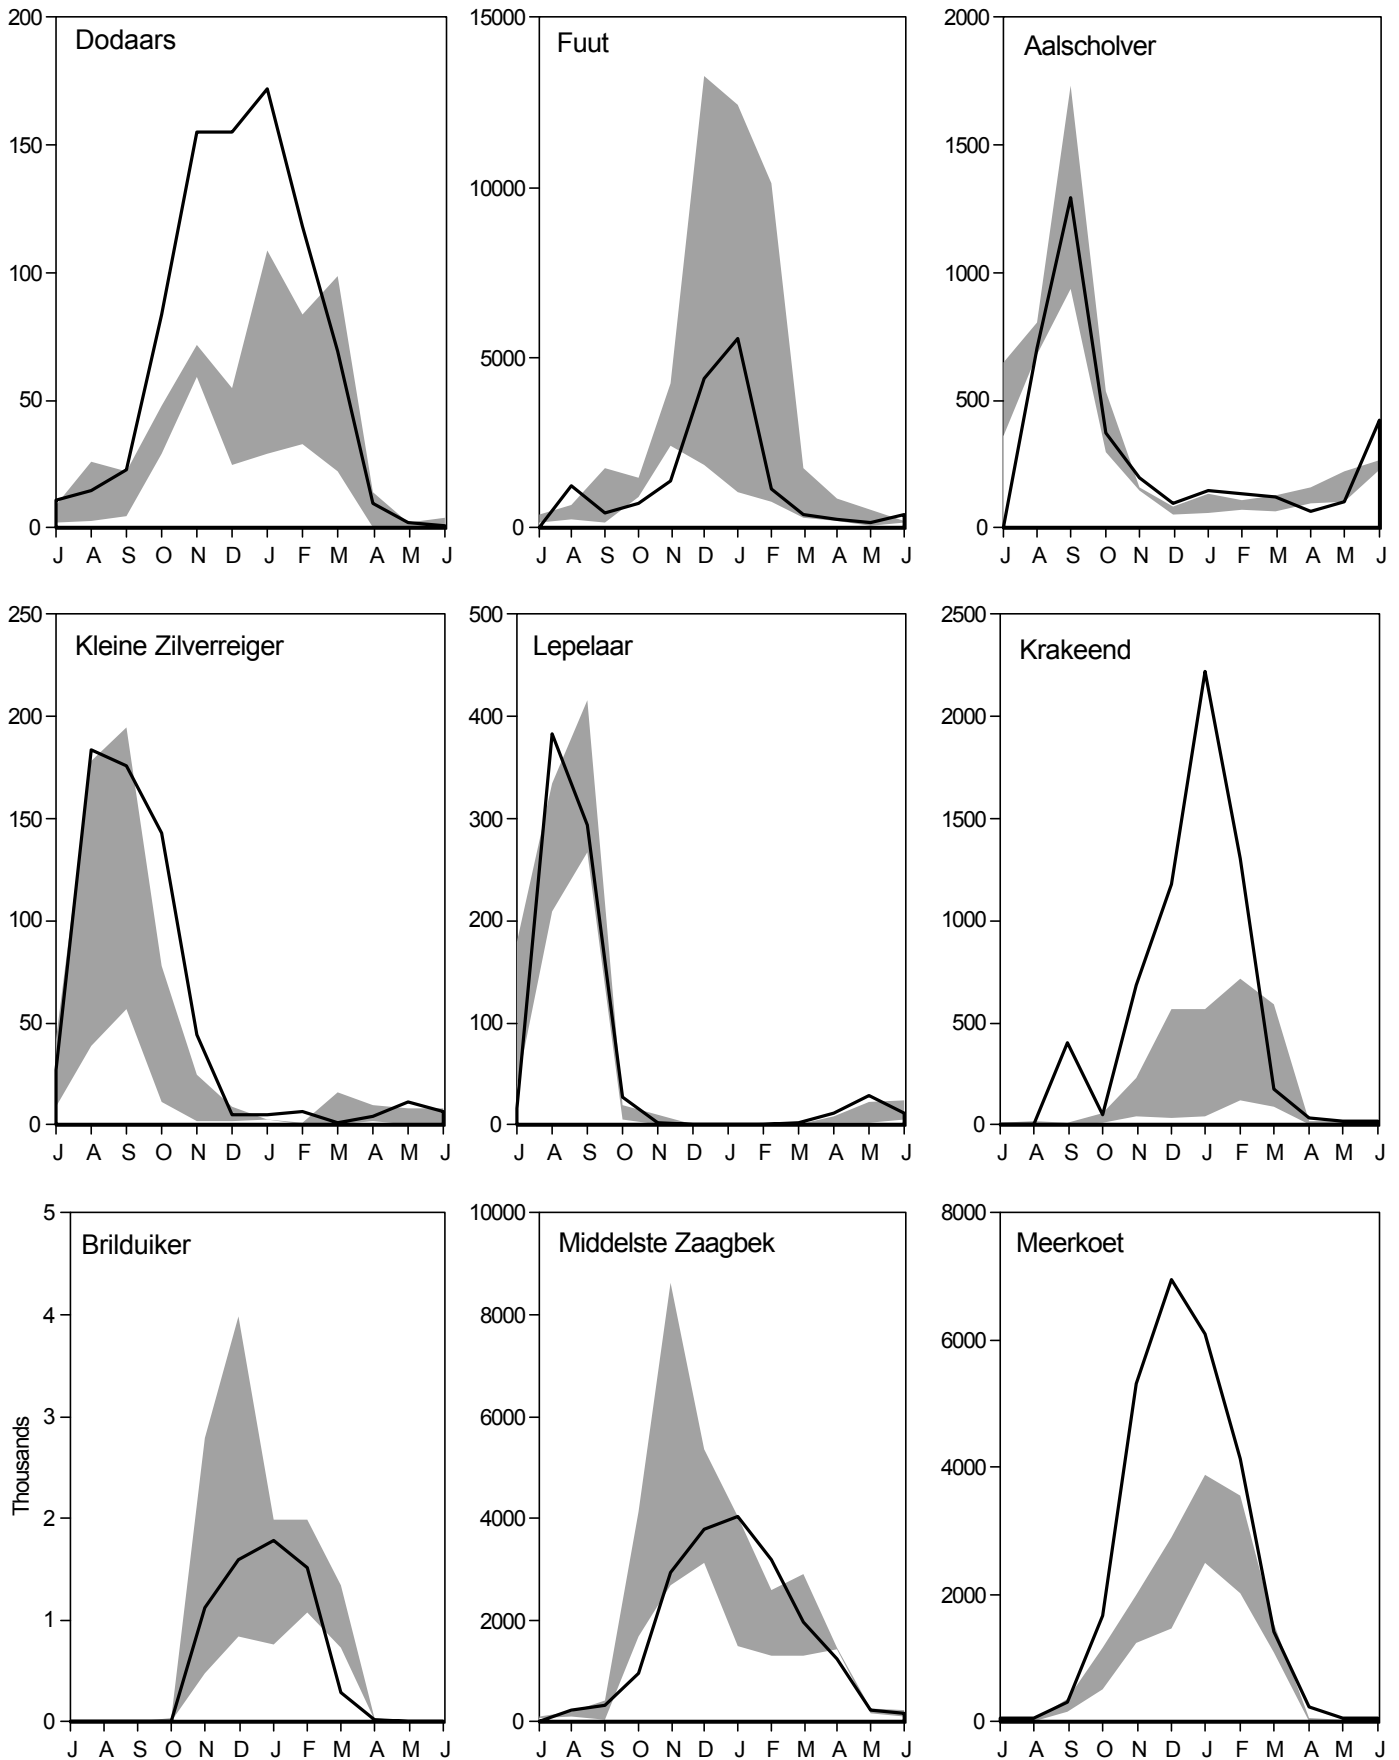 Dodaars
200
150
100
50
0
J A S O N D J F M A M J
Fuut
15000
10000
5000
0
J A S O N D J F M A M J
Aalscholver
2000
1500
1000
500
0
J A S O N D J F M A M J
Kleine Zilverreiger
250
200
150
100
50
0
J A S O N D J F M A M J
Lepelaar
500
400
300
200
100
0
J A S O N D J F M A M J
Krakeend
2500
2000
1500
1000
500
0
J A S O N D J F M A M J
Brilduiker
Thousands
5
4
3
2
1
0
J A S O N D J F M A M J
Middelste Zaagbek
10000
8000
6000
4000
2000
0
J A S O N D J F M A M J
Meerkoet
8000
6000
4000
2000
0
J A S O N D J F M A M J